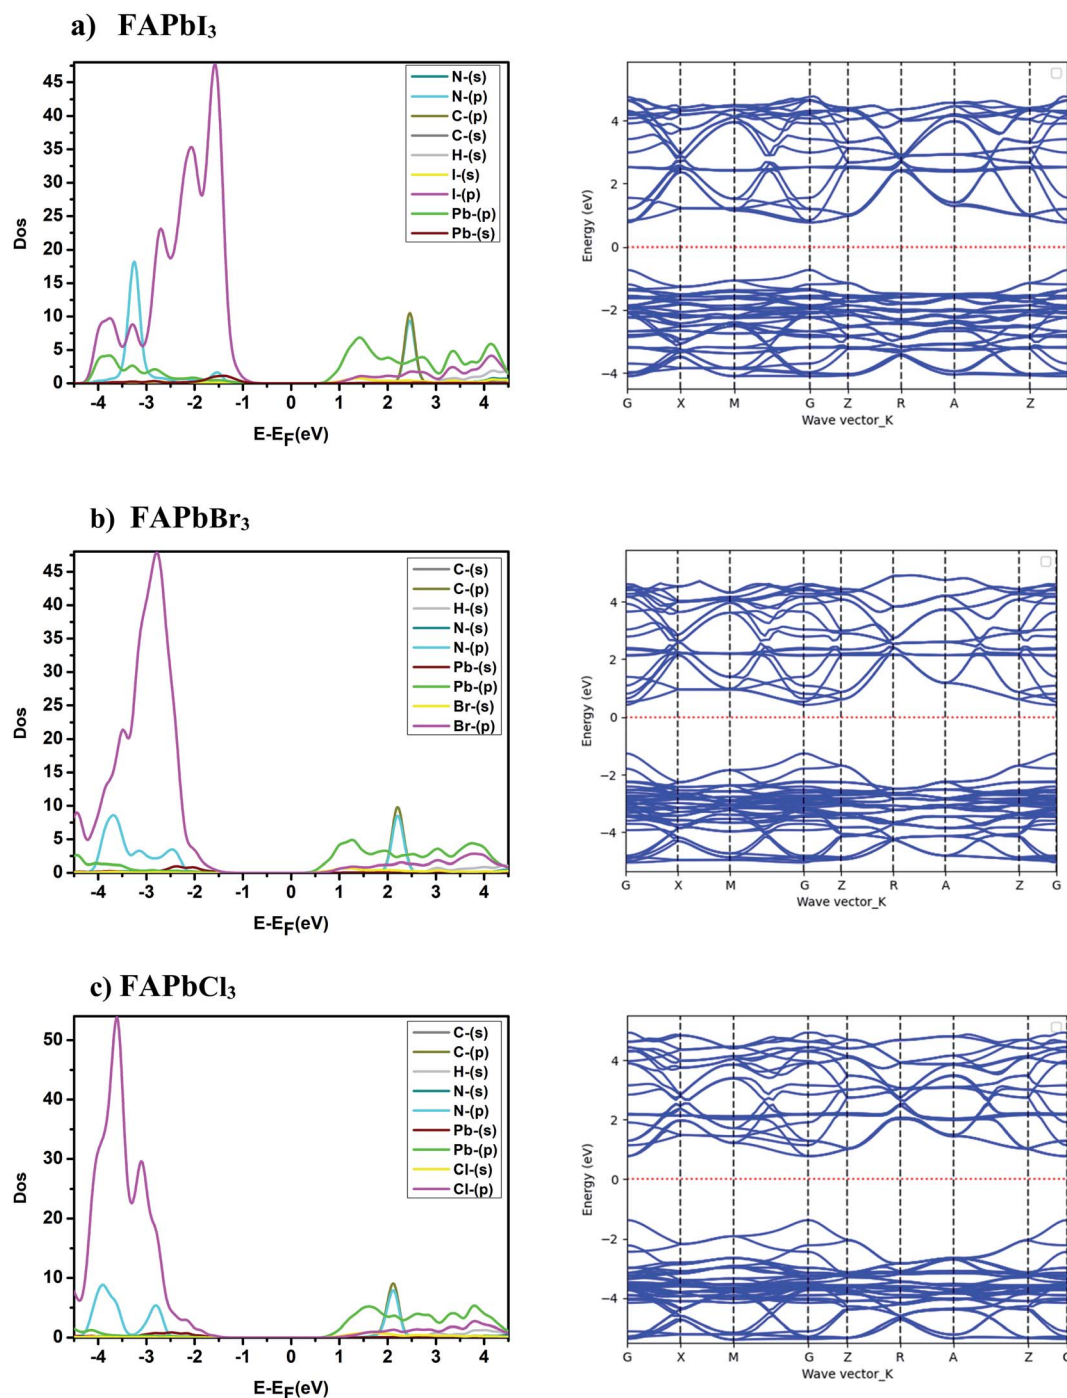 a) FAPbI₃
Dos
45
40
35
30
25
20
15
10
5
0
-4 -3 -2 -1 0 1 2 3 4
E-E_F(eV)
N-(s)
N-(p)
C-(p)
C-(s)
H-(s)
I-(s)
I-(p)
Pb-(p)
Pb-(s)
Energy (eV)
4
2
0
−2
−4
G X M G Z R A Z
Wave vector_K
b) FAPbBr₃
Dos
45
40
35
30
25
20
15
10
5
0
-4 -3 -2 -1 0 1 2 3 4
E-E_F(eV)
C-(s)
C-(p)
H-(s)
N-(s)
N-(p)
Pb-(s)
Pb-(p)
Br-(s)
Br-(p)
Energy (eV)
4
2
0
−2
−4
G X M G Z R A Z G
Wave vector_K
c) FAPbCl₃
Dos
50
40
30
20
10
0
-4 -3 -2 -1 0 1 2 3 4
E-E_F(eV)
C-(s)
C-(p)
H-(s)
N-(s)
N-(p)
Pb-(s)
Pb-(p)
Cl-(s)
Cl-(p)
Energy (eV)
4
2
0
−2
−4
G X M G Z R A Z
Wave vector_K